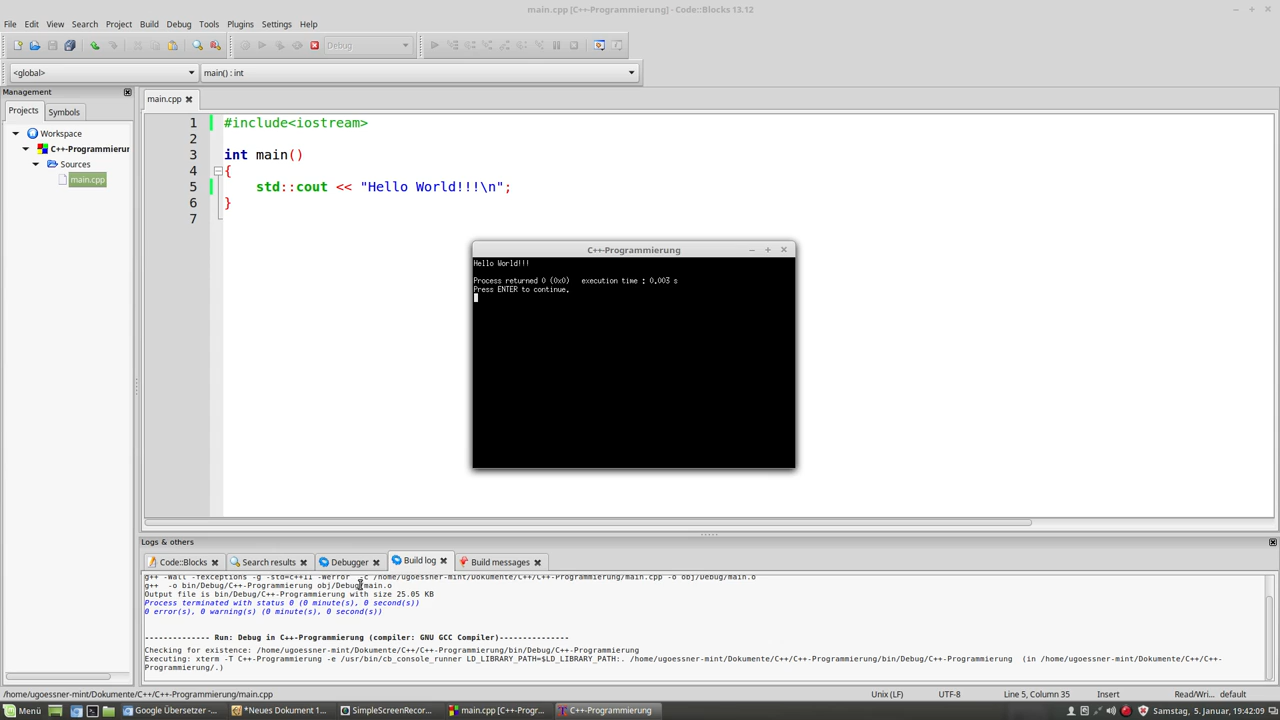 main.cpp [C++-Programmierung] - Code::Blocks 13.12
File Edit View Search Project Build Debug Tools Plugins Settings Help
Debug
<global>
main() : int
Management
Projects Symbols
Workspace
C++-Programmierun
Sources
main.cpp
main.cpp
1 #include<iostream>
2
3 int main()
4 {
5 std::cout << "Hello World!!!\n";
6 }
7
C++-Programmierung
Hello World!!!
Process returned 0 (0x0) execution time : 0.003 s
Press ENTER to continue.
Logs & others
Code::Blocks Search results Debugger Build log Build messages
g++ -Wall -fexceptions -g -std=c++11 -Werror -c /home/ugoessner-mint/Dokumente/C++/C++-Programmierung/main.cpp -o obj/Debug/main.o
g++ -o bin/Debug/C++-Programmierung obj/Debug/main.o
Output file is bin/Debug/C++-Programmierung with size 25.05 KB
Process terminated with status 0 (0 minute(s), 0 second(s))
0 error(s), 0 warning(s) (0 minute(s), 0 second(s))
-------------- Run: Debug in C++-Programmierung (compiler: GNU GCC Compiler)---------------
Checking for existence: /home/ugoessner-mint/Dokumente/C++/C++-Programmierung/bin/Debug/C++-Programmierung
Executing: xterm -T C++-Programmierung -e /usr/bin/cb_console_runner LD_LIBRARY_PATH=$LD_LIBRARY_PATH:. /home/ugoessner-mint/Dokumente/C++/C++-Programmierung/bin/Debug/C++-Programmierung (in /home/ugoessner-mint/Dokumente/C++/C++-
Programmierung/.)
/home/ugoessner-mint/Dokumente/C++/C++-Programmierung/main.cpp Unix (LF) UTF-8 Line 5, Column 35 Insert Read/Wri... default
Menü Google Übersetzer -... *Neues Dokument 1... SimpleScreenRecor... main.cpp [C++-Progr... C++-Programmierung Samstag, 5. Januar, 19:42:09